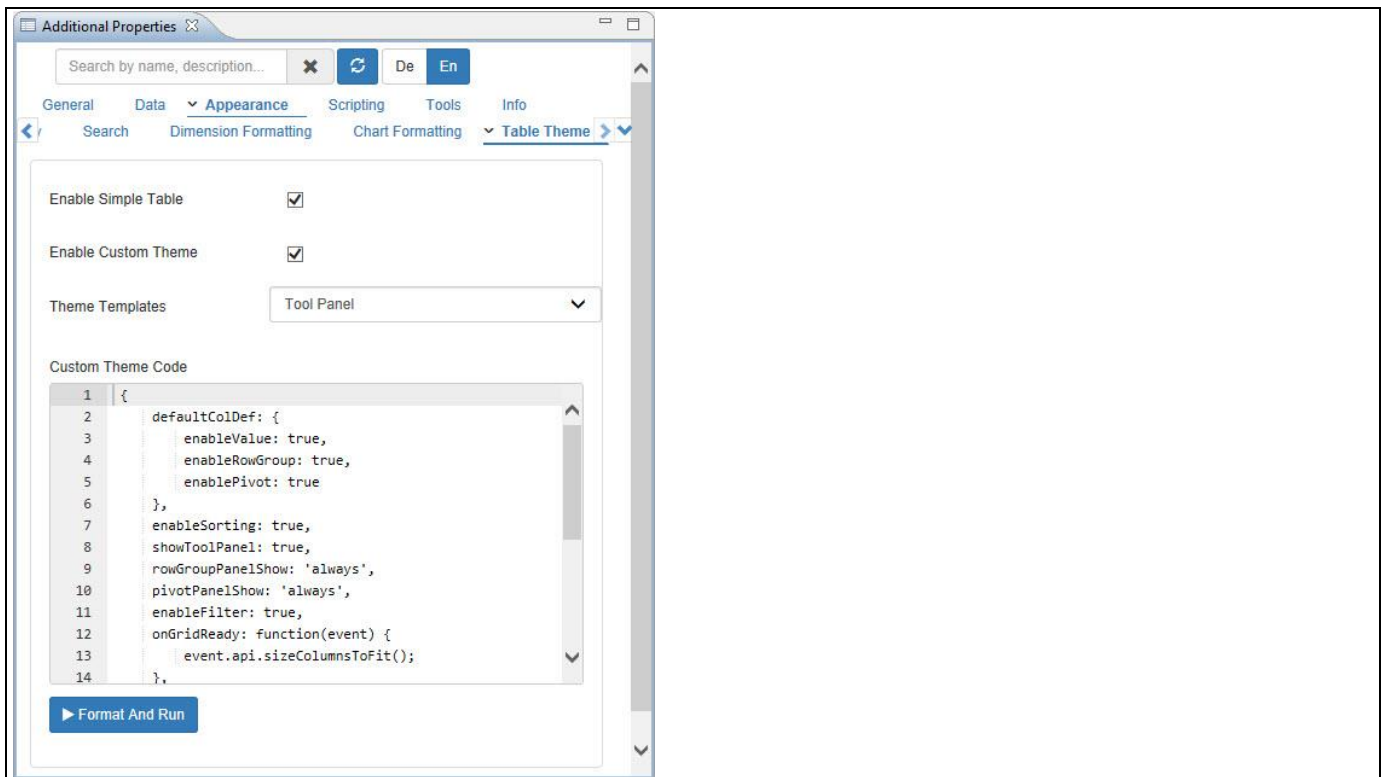 Additional Properties
Search by name, description... De En
General Data Appearance Scripting Tools Info
Search Dimension Formatting Chart Formatting Table Theme
Enable Simple Table
Enable Custom Theme
Theme Templates Tool Panel
Custom Theme Code
1 {
2 defaultColDef: {
3 enableValue: true,
4 enableRowGroup: true,
5 enablePivot: true
6 },
7 enableSorting: true,
8 showToolPanel: true,
9 rowGroupPanelShow: 'always',
10 pivotPanelShow: 'always',
11 enableFilter: true,
12 onGridReady: function(event) {
13 event.api.sizeColumnsToFit();
14 },
Format And Run